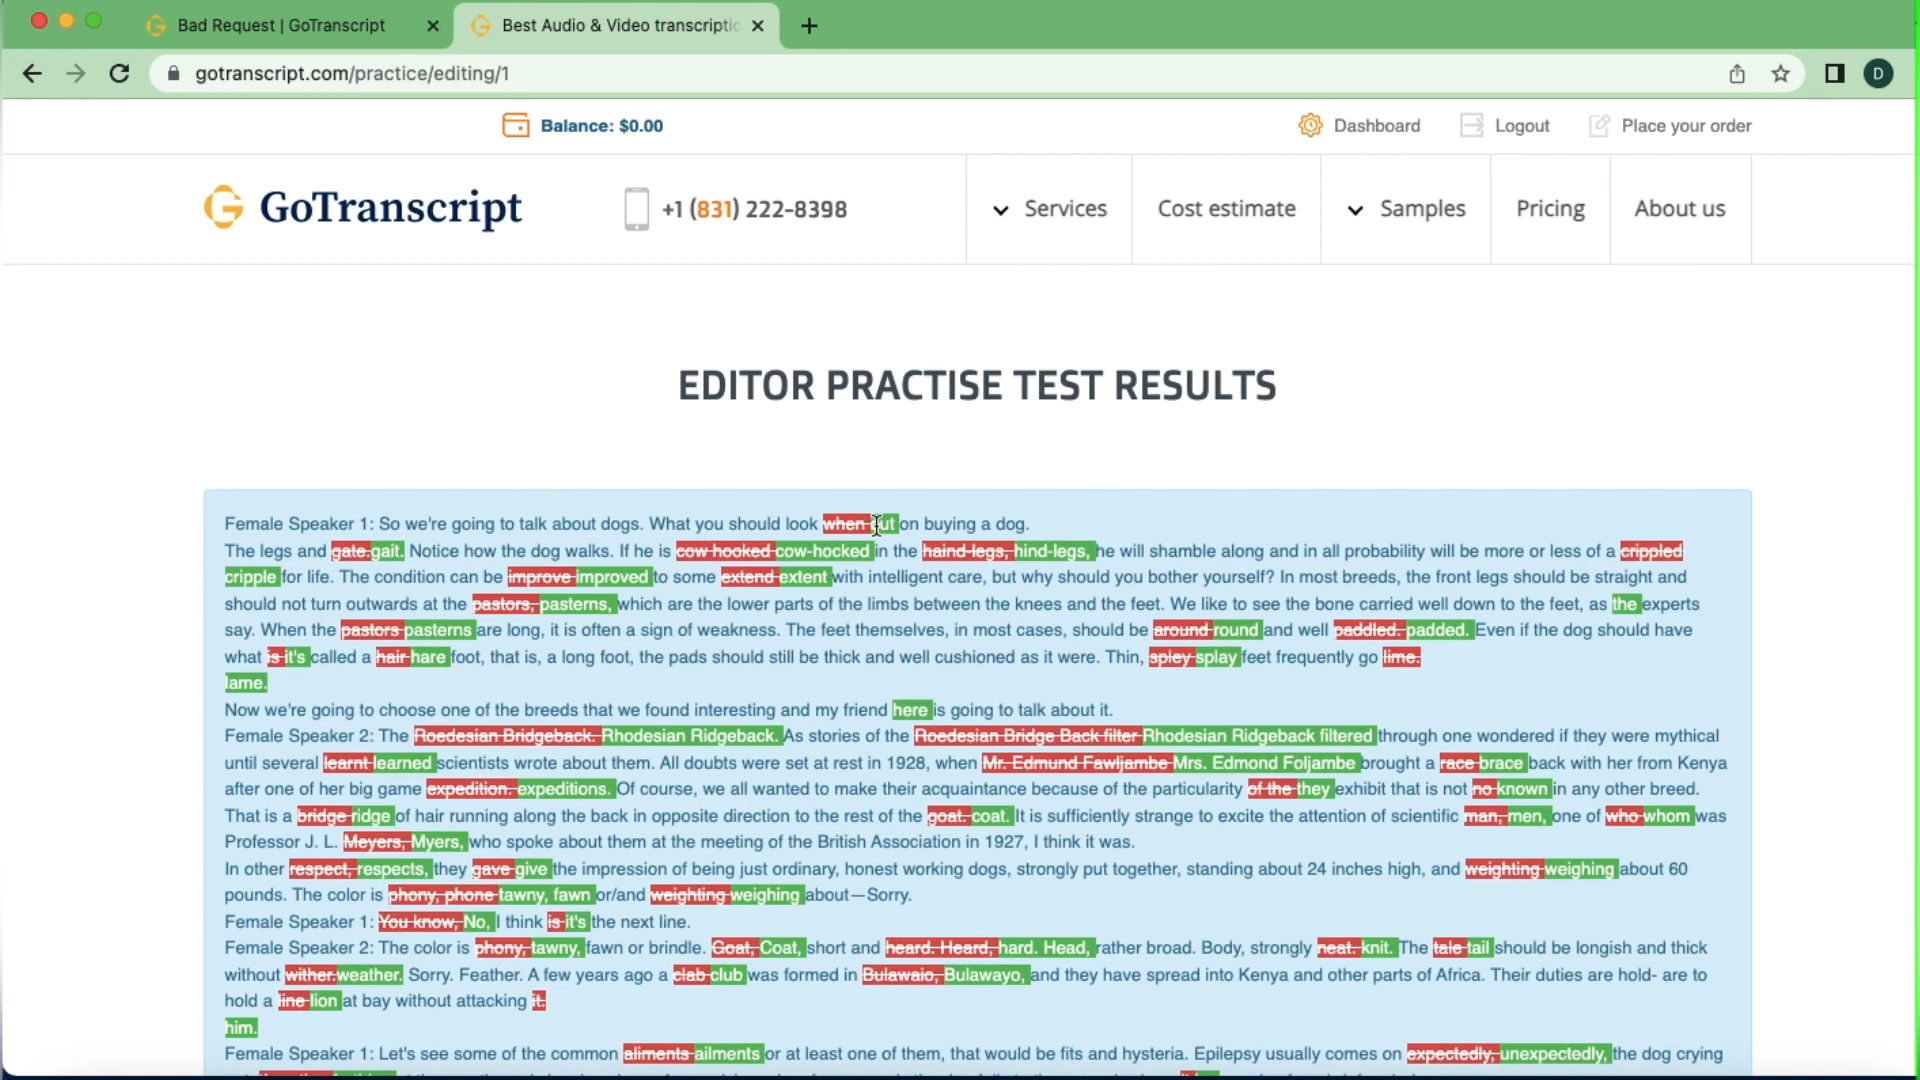 Bad Request | GoTranscript
Best Audio & Video transcriptic
gotranscript.com/practice/editing/1
D
Balance: $0.00
Dashboard
Logout
Place your order
GoTranscript
+1 (831) 222-8398
Services
Cost estimate
Samples
Pricing
About us
EDITOR PRACTISE TEST RESULTS
Female Speaker 1: So we're going to talk about dogs. What you should look when out on buying a dog.
The legs and gate. gait. Notice how the dog walks. If he is cow hooked cow-hocked in the haind-legs, hind-legs, he will shamble along and in all probability will be more or less of a crippled
cripple for life. The condition can be improve improved to some extend extent with intelligent care, but why should you bother yourself? In most breeds, the front legs should be straight and
should not turn outwards at the pastors, pasterns, which are the lower parts of the limbs between the knees and the feet. We like to see the bone carried well down to the feet, as the experts
say. When the pastors pasterns are long, it is often a sign of weakness. The feet themselves, in most cases, should be around round and well paddled. padded. Even if the dog should have
what is it's called a hair hare foot, that is, a long foot, the pads should still be thick and well cushioned as it were. Thin, spley splay feet frequently go lime.
lame.
Now we're going to choose one of the breeds that we found interesting and my friend here is going to talk about it.
Female Speaker 2: The Roedesian Bridgeback. Rhodesian Ridgeback. As stories of the Roedesian Bridge Back filter Rhodesian Ridgeback filtered through one wondered if they were mythical
until several learnt learned scientists wrote about them. All doubts were set at rest in 1928, when Mr. Edmund Fawljambe Mrs. Edmond Foljambe brought a race brace back with her from Kenya
after one of her big game expedition. expeditions. Of course, we all wanted to make their acquaintance because of the particularity of the they exhibit that is not no known in any other breed.
That is a bridge ridge of hair running along the back in opposite direction to the rest of the goat. coat. It is sufficiently strange to excite the attention of scientific man, men, one of who whom was
Professor J. L. Meyers, Myers, who spoke about them at the meeting of the British Association in 1927, I think it was.
In other respect, respects, they gave give the impression of being just ordinary, honest working dogs, strongly put together, standing about 24 inches high, and weighting weighing about 60
pounds. The color is phony, phone tawny, fawn or/and weighting weighing about—Sorry.
Female Speaker 1: You know, No, I think is it's the next line.
Female Speaker 2: The color is phony, tawny, fawn or brindle. Goat, Coat, short and heard. Heard, hard. Head, rather broad. Body, strongly neat. knit. The tale tail should be longish and thick
without wither. weather. Sorry. Feather. A few years ago a clab club was formed in Bulawaio, Bulawayo, and they have spread into Kenya and other parts of Africa. Their duties are hold- are to
hold a line lion at bay without attacking it.
him.
Female Speaker 1: Let's see some of the common aliments ailments or at least one of them, that would be fits and hysteria. Epilepsy usually comes on expectedly, unexpectedly, the dog crying